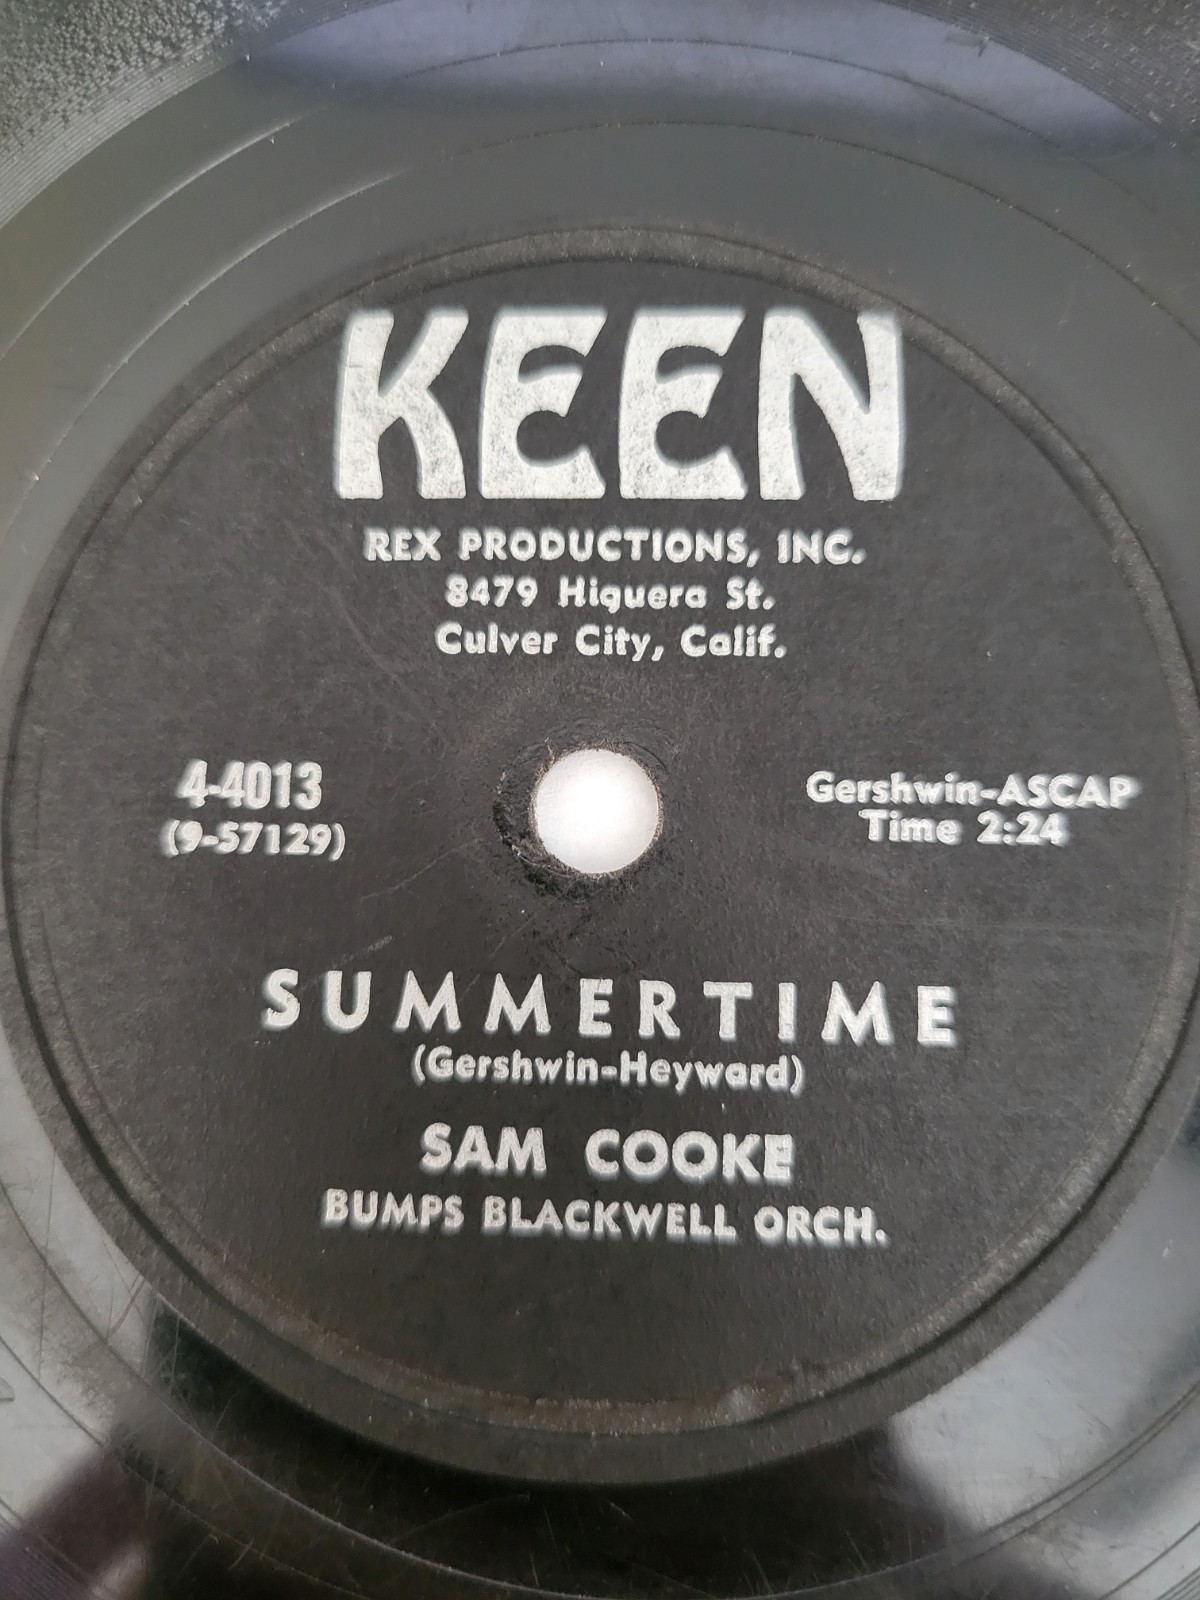 KEEN
REX PRODUCTIONS, INC.
8479 Higuera St.
Culver City, Calif.
4-4013
(9-57129)
Gershwin-ASCAP
Time 2:24
SUMMERTIME
(Gershwin-Heyward)
SAM COOKE
BUMPS BLACKWELL ORCH.